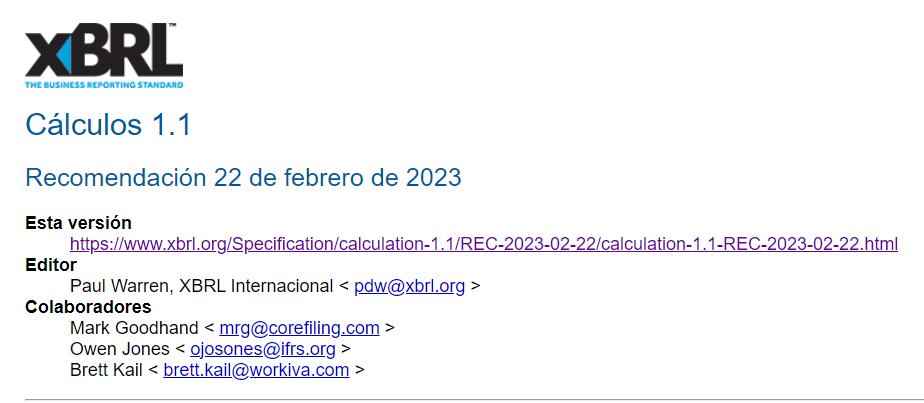 XBRL™
THE BUSINESS REPORTING STANDARD
Cálculos 1.1
Recomendación 22 de febrero de 2023
Esta versión
https://www.xbrl.org/Specification/calculation-1.1/REC-2023-02-22/calculation-1.1-REC-2023-02-22.html
Editor
Paul Warren, XBRL Internacional < pdw@xbrl.org >
Colaboradores
Mark Goodhand < mrg@corefiling.com >
Owen Jones < ojosones@ifrs.org >
Brett Kail < brett.kail@workiva.com >